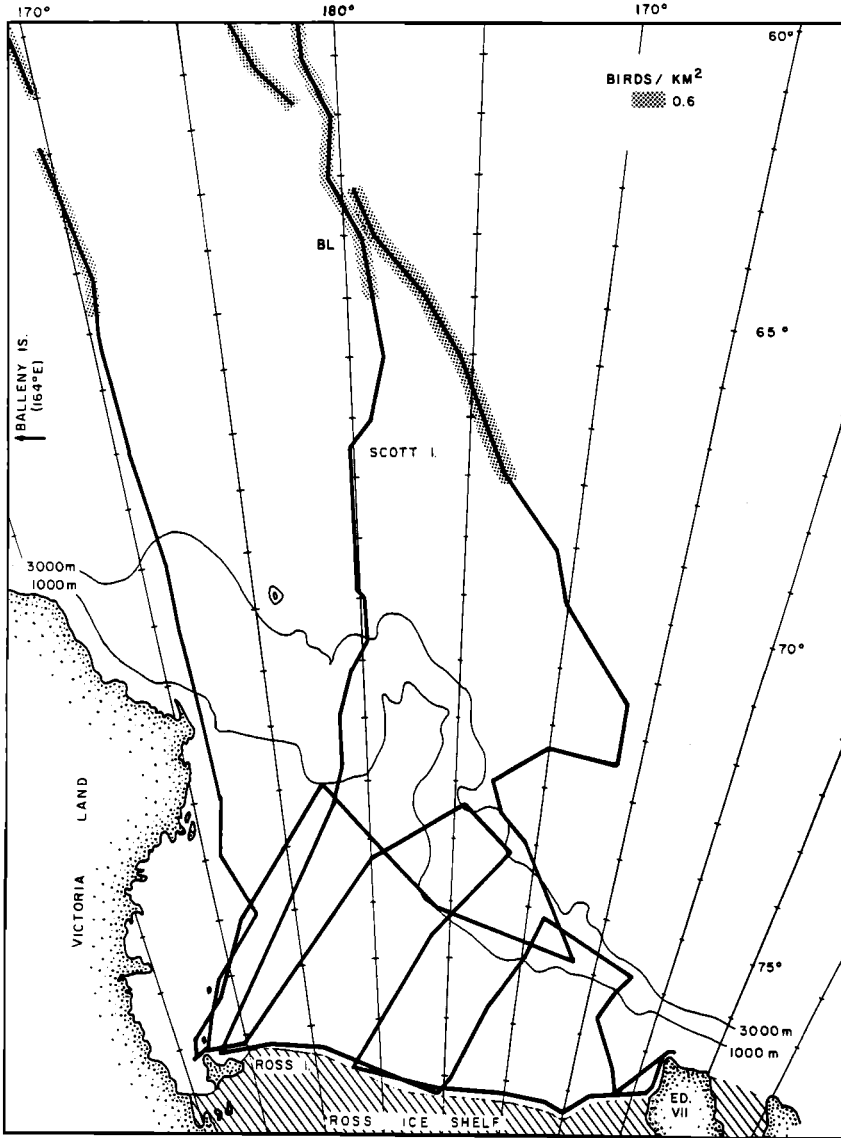 170°
180°
170°
60°
BIRDS/ KM²
0.6
BL
65°
BALLENY IS.
(164°E)
SCOTT I.
3000m
1000m
70°
VICTORIA LAND
75°
3000m
1000m
ROSS I.
ED.
VII
ROSS ICE SHELF